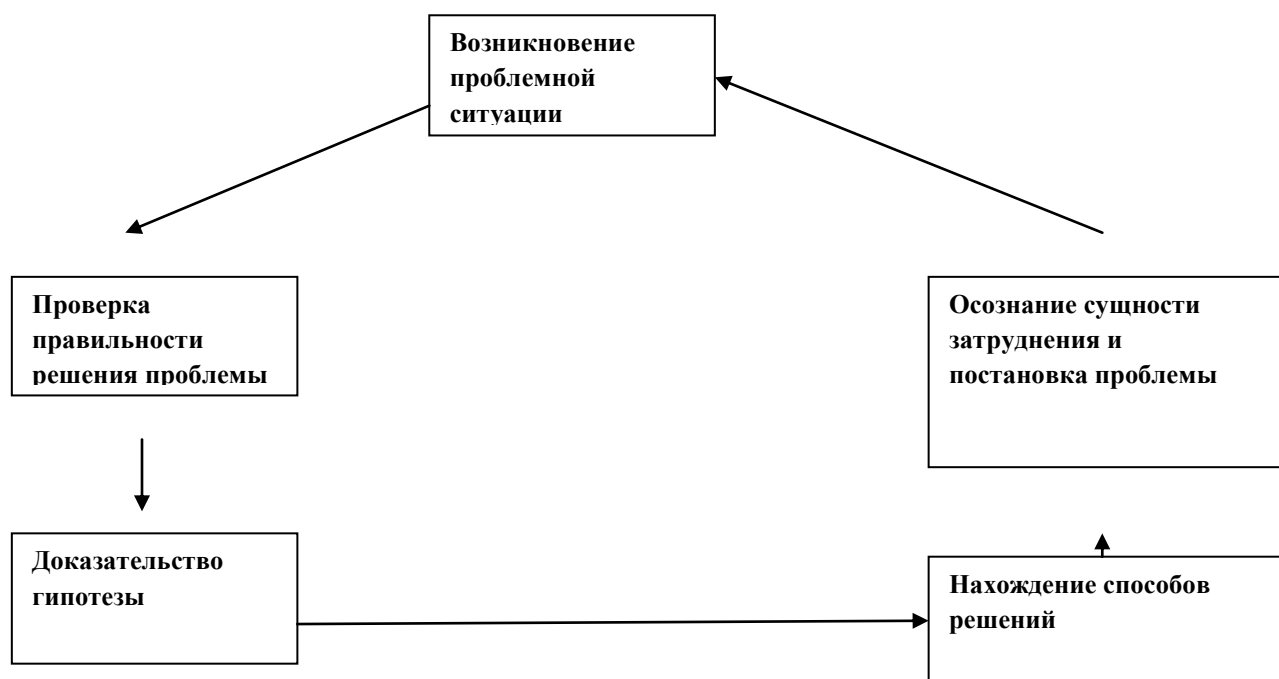 Возникновение
проблемной
ситуации
Проверка
правильности
решения проблемы
Осознание сущности
затруднения и
постановка проблемы
Доказательство
гипотезы
Нахождение способов
решений